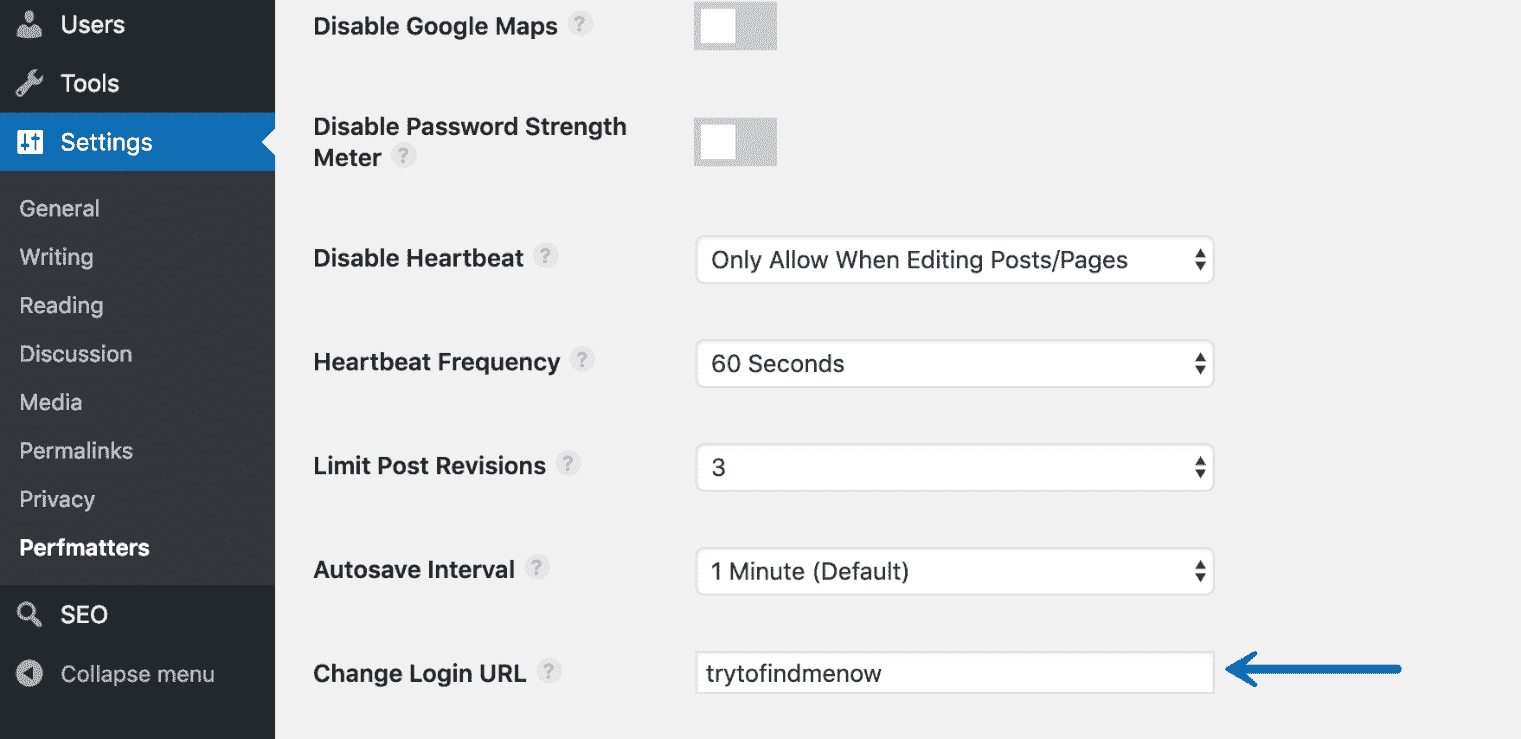 Users
Tools
Settings
General
Writing
Reading
Discussion
Media
Permalinks
Privacy
Perfmatters
SEO
Collapse menu
Disable Google Maps ?
Disable Password Strength
Meter ?
Disable Heartbeat ? Only Allow When Editing Posts/Pages
Heartbeat Frequency ? 60 Seconds
Limit Post Revisions ? 3
Autosave Interval ? 1 Minute (Default)
Change Login URL ? trytofindmenow